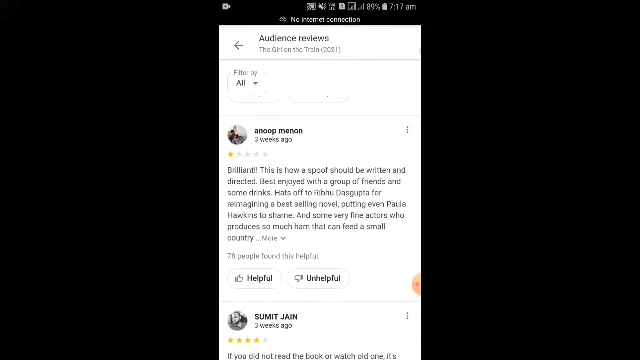 89% 7:17 am
No internet connection
Audience reviews
The Girl on the Train (2021)
Filter by
All
anoop menon
3 weeks ago
Brilliant!! This is how a spoof should be written and
directed. Best enjoyed with a group of friends and
some drinks. Hats off to Ribhu Dasgupta for
reimagining a best selling novel, putting even Paula
Hawkins to shame. And some very fine actors who
produces so much ham that can feed a small
country ...More
78 people found this helpful.
Helpful Unhelpful
SUMIT JAIN
3 weeks ago
If you did not read the book or watch old one, it's